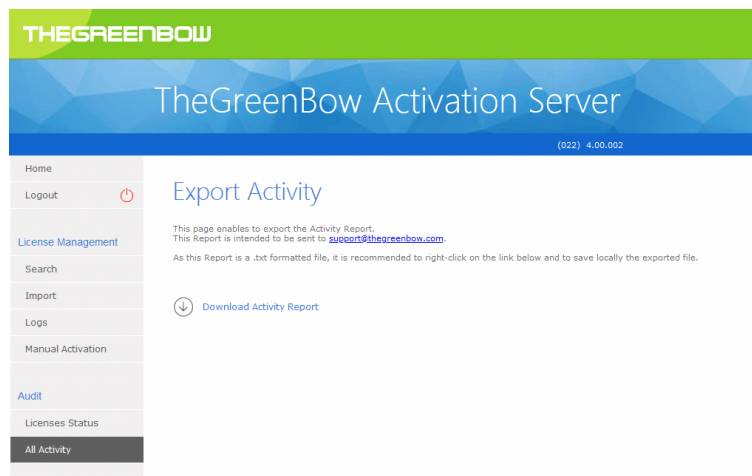 THEGREENBOW
TheGreenBow Activation Server
(022) 4.00.002
Home
Logout
License Management
Search
Import
Logs
Manual Activation
Audit
Licenses Status
All Activity
Export Activity
This page enables to export the Activity Report.
This Report is intended to be sent to support@thegreenbow.com.
As this Report is a .txt formatted file, it is recommended to right-click on the link below and to save locally the exported file.
Download Activity Report